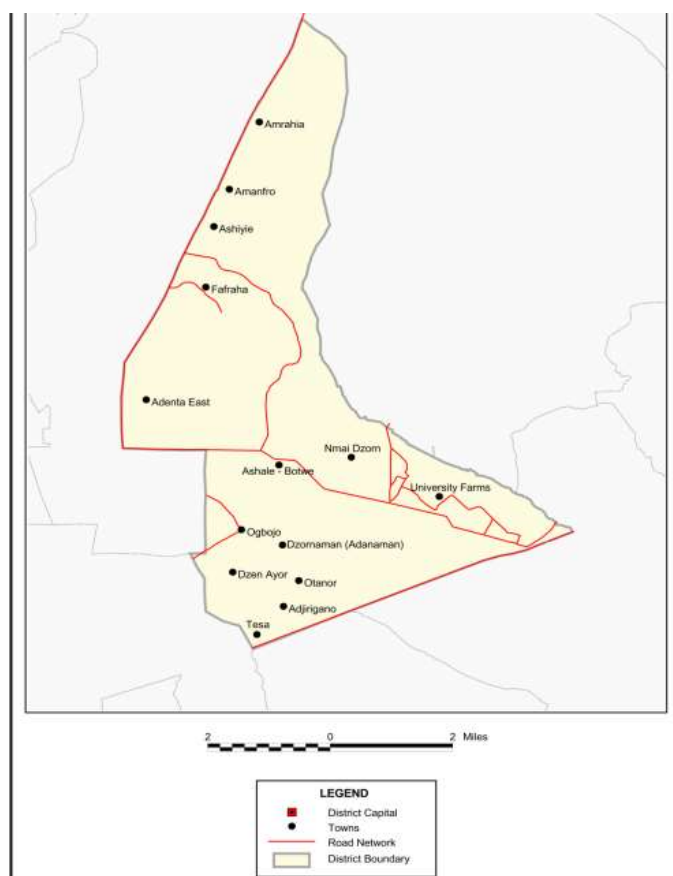 Amrahia
Amanfro
Ashiyie
Fafraha
Adenta East
Nmai Dzorn
Ashale - Botwe
University Farms
Ogbojo
Dzornaman (Adanaman)
Dzen Ayor
Otanor
Adjirigano
Tesa
2 0 2 Miles
LEGEND
District Capital
Towns
Road Network
District Boundary